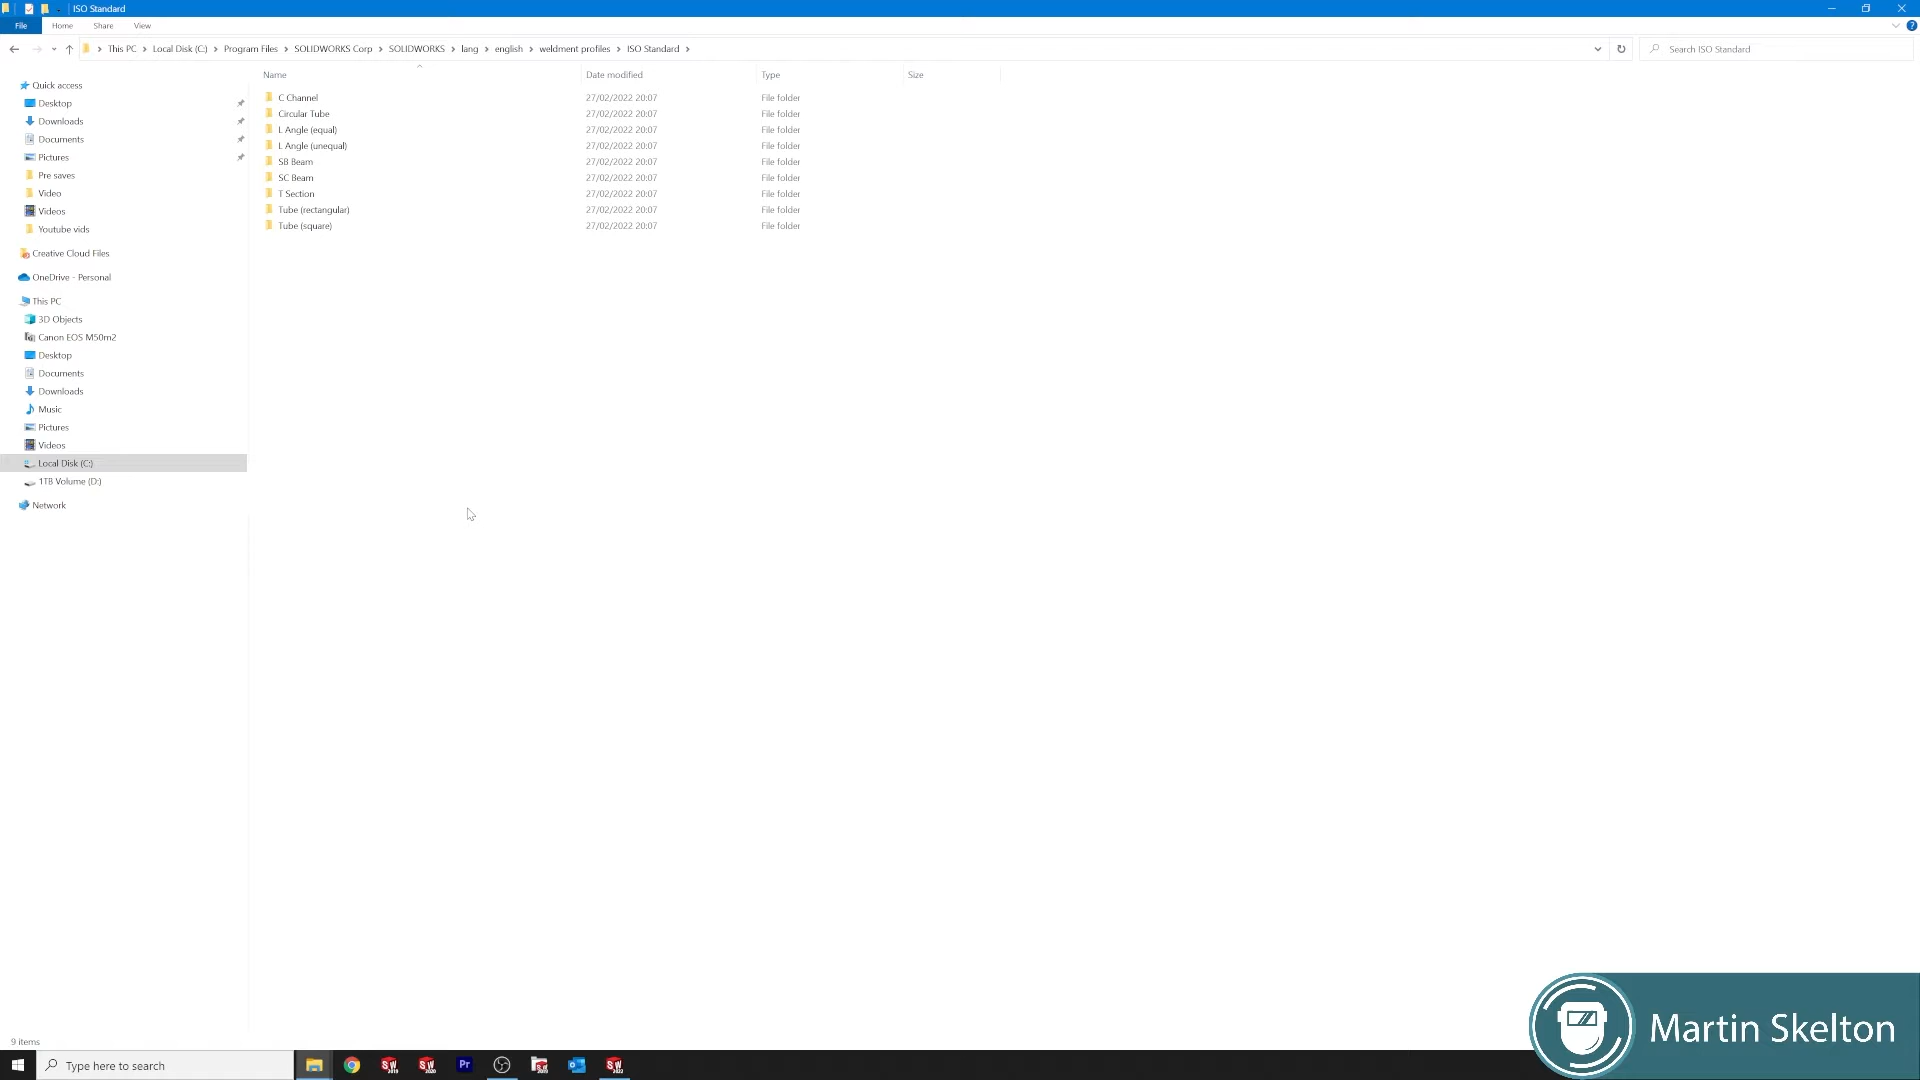 ISO Standard
File Home Share View
This PC Local Disk (C:) Program Files SOLIDWORKS Corp SOLIDWORKS lang english weldment profiles ISO Standard
Search ISO Standard
Name Date modified Type Size
C Channel 27/02/2022 20:07 File folder
Circular Tube 27/02/2022 20:07 File folder
L Angle (equal) 27/02/2022 20:07 File folder
L Angle (unequal) 27/02/2022 20:07 File folder
SB Beam 27/02/2022 20:07 File folder
SC Beam 27/02/2022 20:07 File folder
T Section 27/02/2022 20:07 File folder
Tube (rectangular) 27/02/2022 20:07 File folder
Tube (square) 27/02/2022 20:07 File folder
Quick access
Desktop
Downloads
Documents
Pictures
Pre saves
Video
Videos
Youtube vids
Creative Cloud Files
OneDrive - Personal
This PC
3D Objects
Canon EOS M50m2
Desktop
Documents
Downloads
Music
Pictures
Videos
Local Disk (C:)
1TB Volume (D:)
Network
9 items
Martin Skelton
Type here to search
SW 2019
SW 2020
Pr
SW 2022